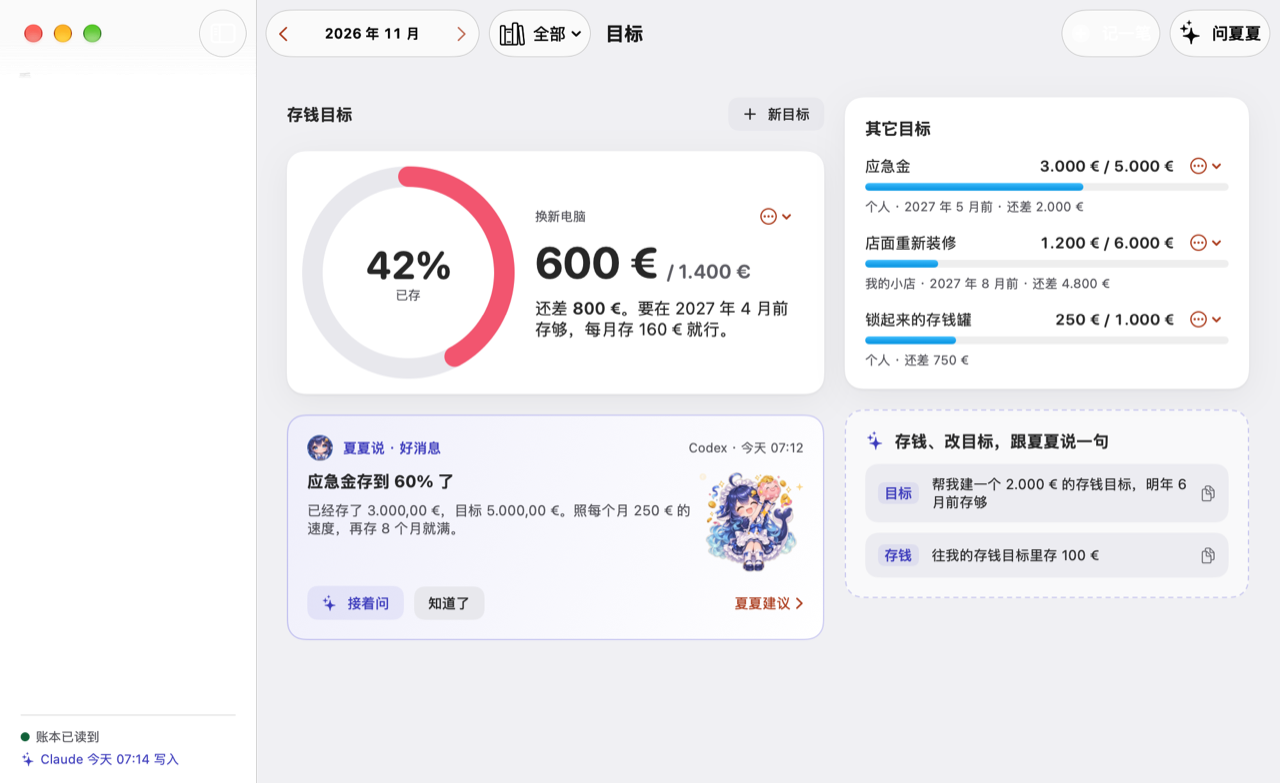 2026 年 11 月
全部
目标
问夏夏
存钱目标
新目标
42%
已存
换新电脑
600 € / 1.400 €
还差 800 €。要在 2027 年 4 月前
存够，每月存 160 € 就行。
夏夏说 · 好消息
Codex · 今天 07:12
应急金存到 60% 了
已经存了 3.000,00 €，目标 5.000,00 €。照每个月 250 € 的
速度，再存 8 个月就满。
接着问
知道了
夏夏建议
其它目标
应急金
3.000 € / 5.000 €
个人 · 2027 年 5 月前 · 还差 2.000 €
店面重新装修
1.200 € / 6.000 €
我的小店 · 2027 年 8 月前 · 还差 4.800 €
锁起来的存钱罐
250 € / 1.000 €
个人 · 还差 750 €
存钱、改目标，跟夏夏说一句
目标
帮我建一个 2.000 € 的存钱目标，明年 6
月前存够
存钱
往我的存钱目标里存 100 €
账本已读到
Claude 今天 07:14 写入